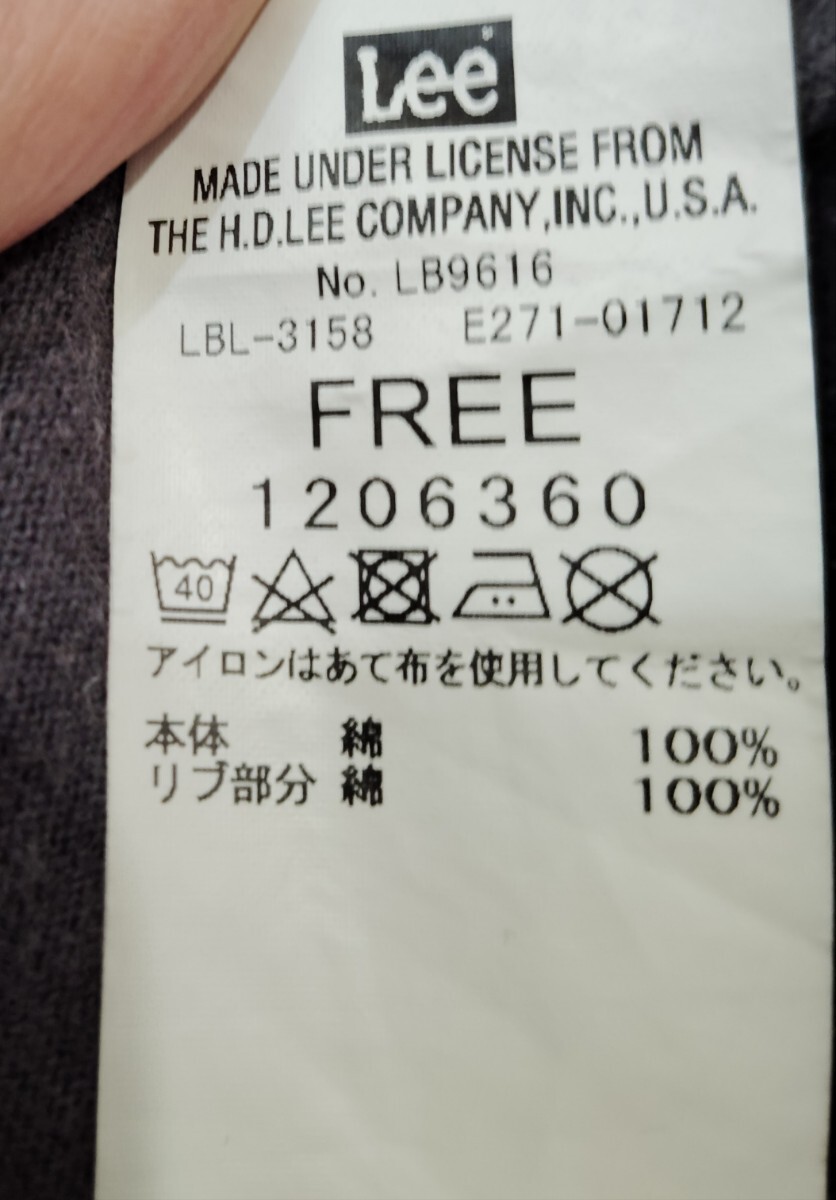 Lee
MADE UNDER LICENSE FROM
THE H.D.LEE COMPANY,INC.,U.S.A.
No. LB9616
LBL-3158 E271-01712
FREE
1206360
40
アイロンはあて布を使用してください。
本体 綿 100%
リブ部分 綿 100%